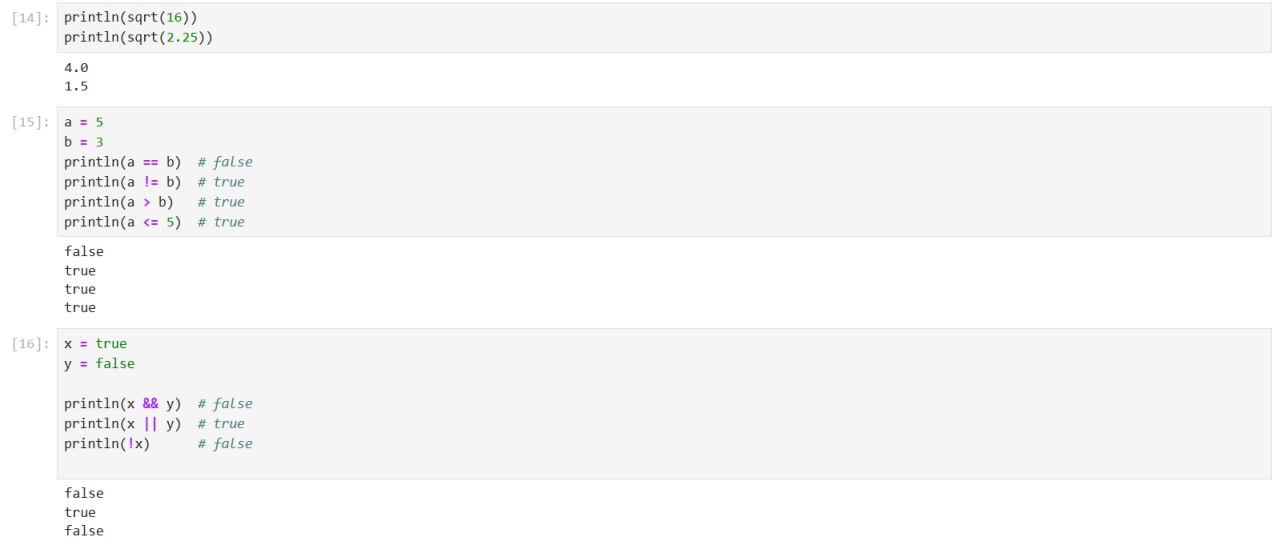 [14]: println(sqrt(16))
println(sqrt(2.25))
4.0
1.5
[15]: a = 5
b = 3
println(a == b)  # false
println(a != b)  # true
println(a > b)   # true
println(a <= 5)  # true
false
true
true
true
[16]: x = true
y = false
println(x && y)  # false
println(x || y)  # true
println(!x)      # false
false
true
false